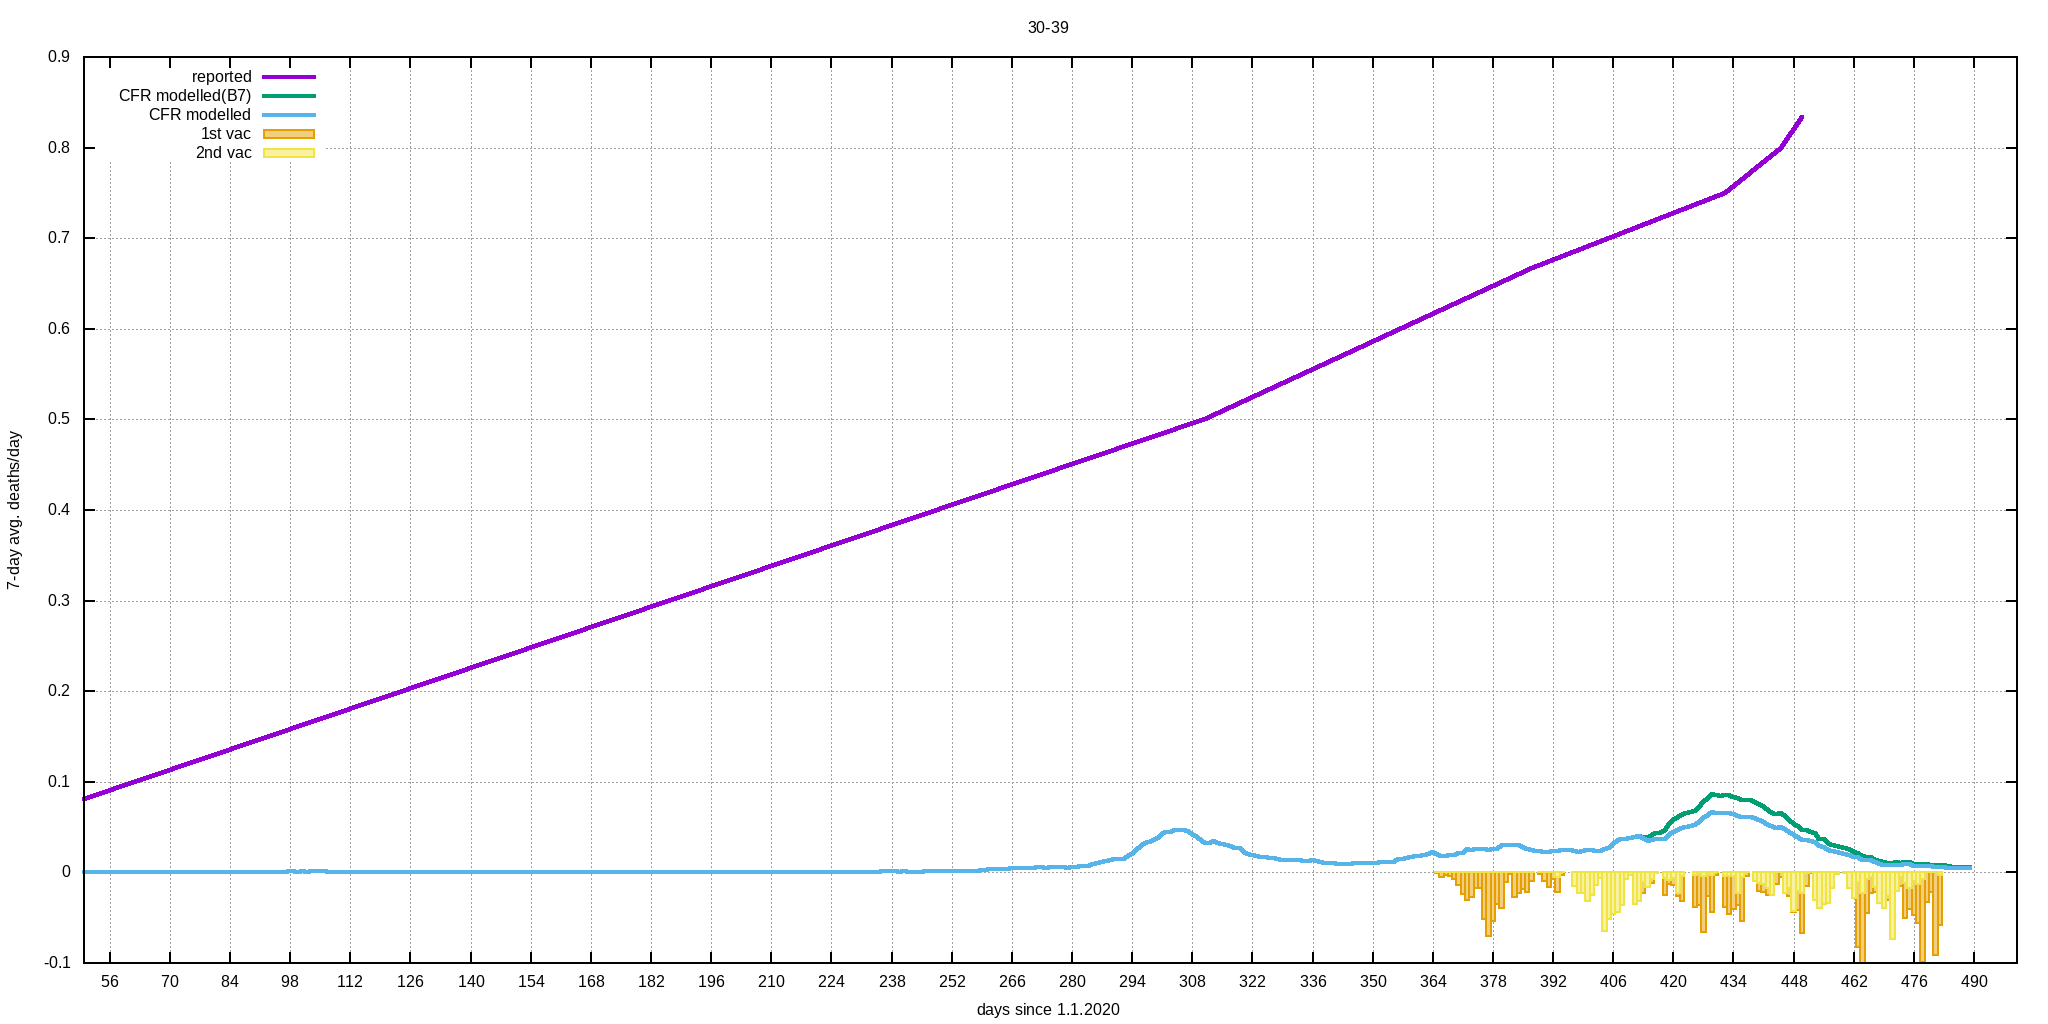 30-39
0.9
0.8
0.7
0.6
0.5
0.4
0.3
0.2
0.1
0
-0.1
7-day avg. deaths/day
reported
CFR modelled(B7)
CFR modelled
1st vac
2nd vac
56 70 84 98 112 126 140 154 168 182 196 210 224 238 252 266 280 294 308 322 336 350 364 378 392 406 420 434 448 462 476 490
days since 1.1.2020